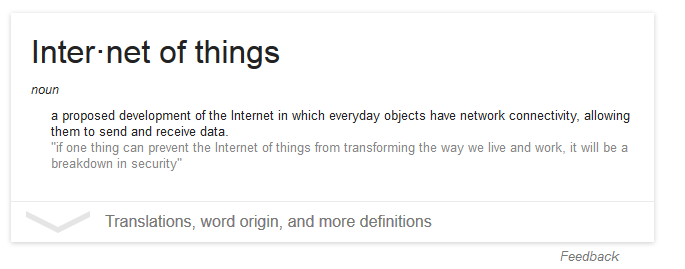 Inter·net of things
noun
a proposed development of the Internet in which everyday objects have network connectivity, allowing
them to send and receive data.
"if one thing can prevent the Internet of things from transforming the way we live and work, it will be a
breakdown in security"
Translations, word origin, and more definitions
Feedback